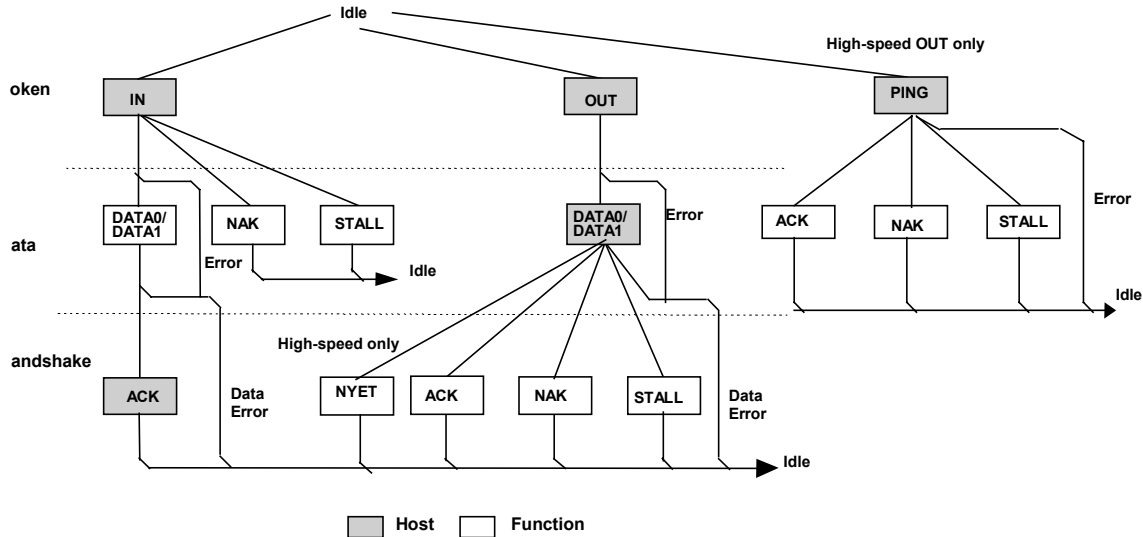 Idle
High-speed OUT only
oken
IN
OUT
PING
DATA0/
DATA1
NAK
STALL
DATA0/
DATA1
Error
ACK
NAK
STALL
Error
ata
Error
Idle
Idle
High-speed only
andshake
ACK
Data
Error
NYET
ACK
NAK
STALL
Data
Error
Idle
Host
Function